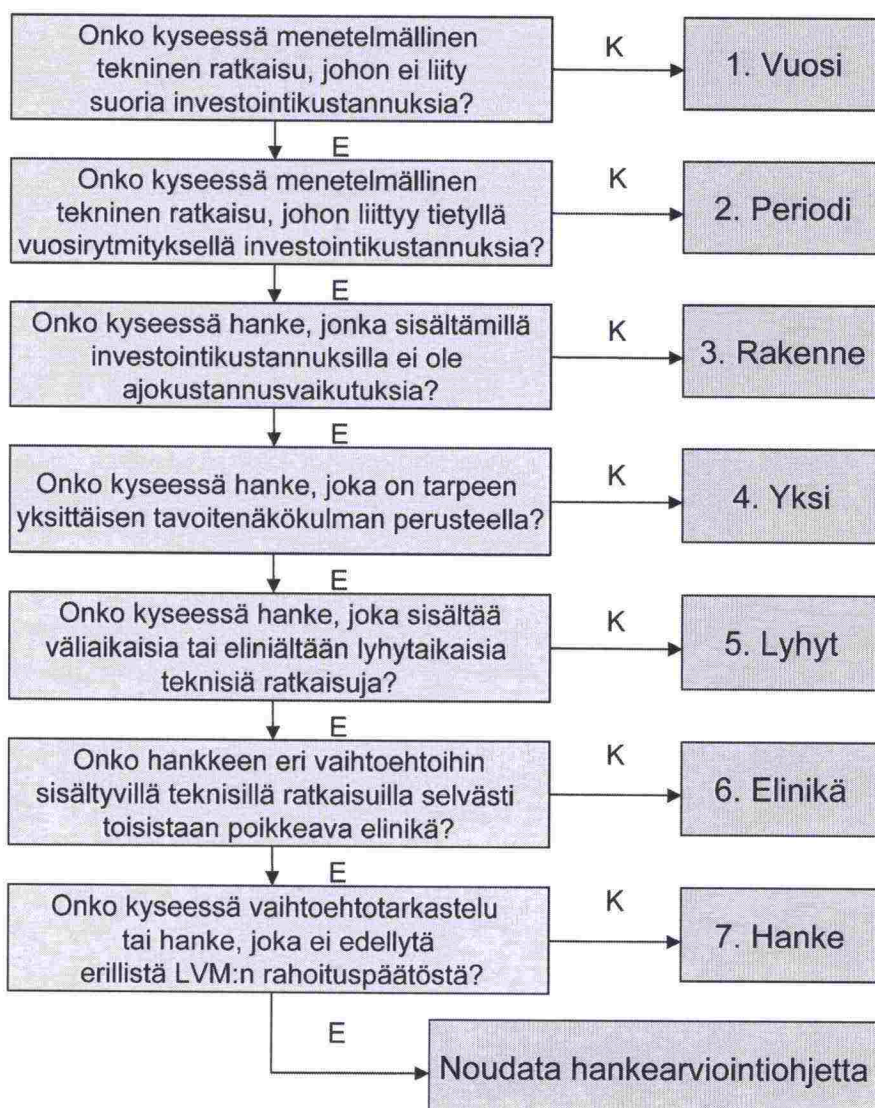 Onko kyseessä menetelmällinen
tekninen ratkaisu, johon ei liity
suoria investointikustannuksia?
K
1. Vuosi
E
Onko kyseessä menetelmällinen
tekninen ratkaisu, johon liittyy tietyllä
vuosirytmityksellä investointikustannuksia?
K
2. Periodi
E
Onko kyseessä hanke, jonka sisältämillä
investointikustannuksilla ei ole
ajokustannusvaikutuksia?
K
3. Rakenne
E
Onko kyseessä hanke, joka on tarpeen
yksittäisen tavoitenäkökulman perusteella?
K
4. Yksi
E
Onko kyseessä hanke, joka sisältää
väliaikaisia tai eliniältään lyhytaikaisia
teknisiä ratkaisuja?
K
5. Lyhyt
E
Onko hankkeen eri vaihtoehtoihin
sisältyvillä teknisillä ratkaisuilla selvästi
toisistaan poikkeava elinikä?
K
6. Elinikä
E
Onko kyseessä vaihtoehtotarkastelu
tai hanke, joka ei edellytä
erillistä LVM:n rahoituspäätöstä?
K
7. Hanke
E
Noudata hankearviointiohjetta